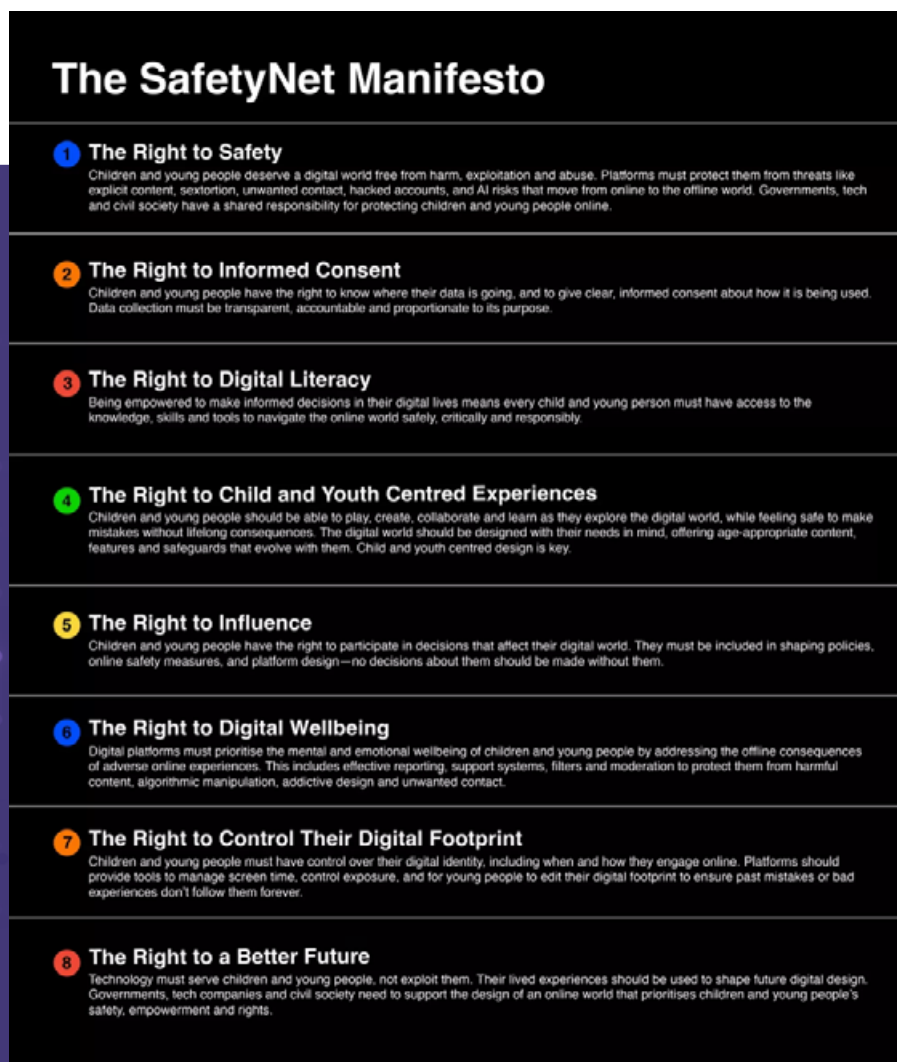 The SafetyNet Manifesto
1
The Right to Safety
Children and young people deserve a digital world free from harm, exploitation and abuse. Platforms must protect them from threats like
explicit content, sextortion, unwanted contact, hacked accounts, and AI risks that move from online to the offline world. Governments, tech
and civil society have a shared responsibility for protecting children and young people online.
2
The Right to Informed Consent
Children and young people have the right to know where their data is going, and to give clear, informed consent about how it is being used.
Data collection must be transparent, accountable and proportionate to its purpose.
3
The Right to Digital Literacy
Being empowered to make informed decisions in their digital lives means every child and young person must have access to the
knowledge, skills and tools to navigate the online world safely, critically and responsibly.
4
The Right to Child and Youth Centred Experiences
Children and young people should be able to play, create, collaborate and learn as they explore the digital world, while feeling safe to make
mistakes without lifelong consequences. The digital world should be designed with their needs in mind, offering age-appropriate content,
features and safeguards that evolve with them. Child and youth centred design is key.
5
The Right to Influence
Children and young people have the right to participate in decisions that affect their digital world. They must be included in shaping policies,
online safety measures, and platform design—no decisions about them should be made without them.
6
The Right to Digital Wellbeing
Digital platforms must prioritise the mental and emotional wellbeing of children and young people by addressing the offline consequences
of adverse online experiences. This includes effective reporting, support systems, filters and moderation to protect them from harmful
content, algorithmic manipulation, addictive design and unwanted contact.
7
The Right to Control Their Digital Footprint
Children and young people must have control over their digital identity, including when and how they engage online. Platforms should
provide tools to manage screen time, control exposure, and for young people to edit their digital footprint to ensure past mistakes or bad
experiences don't follow them forever.
8
The Right to a Better Future
Technology must serve children and young people, not exploit them. Their lived experiences should be used to shape future digital design.
Governments, tech companies and civil society need to support the design of an online world that prioritises children and young people's
safety, empowerment and rights.